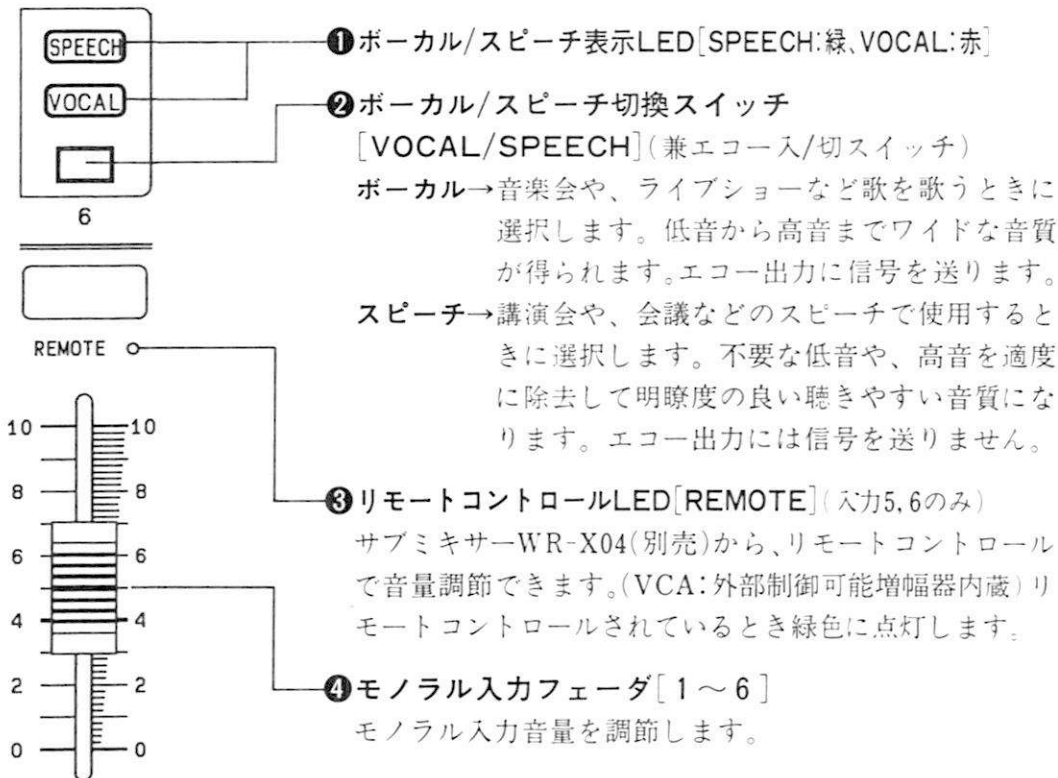 SPEECH
VOCAL
6
REMOTE
10 10
8 8
6 6
4 4
2 2
0 0
❶ボーカル/スピーチ表示LED[SPEECH:緑、VOCAL:赤]
❷ボーカル/スピーチ切換スイッチ
[VOCAL/SPEECH](兼エコー入/切スイッチ)
ボーカル→音楽会や、ライブショーなど歌を歌うときに
選択します。低音から高音までワイドな音質
が得られます。エコー出力に信号を送ります。
スピーチ→講演会や、会議などのスピーチで使用すると
きに選択します。不要な低音や、高音を適度
に除去して明瞭度の良い聴きやすい音質にな
ります。エコー出力には信号を送りません。
❸リモートコントロールLED[REMOTE](入力5,6のみ)
サブミキサーWR-X04(別売)から、リモートコントロール
で音量調節できます。(VCA:外部制御可能増幅器内蔵)リ
モートコントロールされているとき緑色に点灯します。
❹モノラル入力フェーダ[1～6]
モノラル入力音量を調節します。